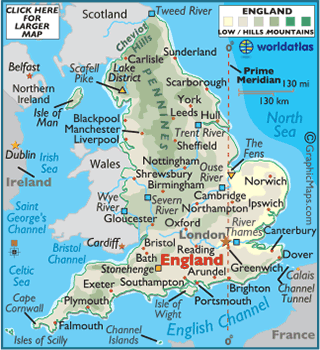 CLICK HERE
FOR
LARGER
MAP
Scotland
Tweed River
ENGLAND
LOW / HILLS / MOUNTAINS
worldatlas
Cheviot
Hills
Sunderland
Carlisle
Scafell
Pike
Lake
District
Belfast
Northern
Ireland
Isle of
Man
PENNINES
Scarborough
Prime
Meridian
130 mi
130 km
York
Leeds
Hull
Blackpool
Manchester
Liverpool
Trent River
Sheffield
North
Sea
Dublin
Irish
Sea
Ireland
Wales
Nottingham
Shrewsbury
Birmingham
Ouse
River
The
Fens
Norwich
Cambridge
Ipswich
Northampton
Saint
George's
Channel
Wye
River
Severn
River
Gloucester
Oxford
London
River
Thames
Canterbury
Bristol
Channel
Cardiff
Bristol
Reading
Bath
England
Greenwich
Dover
Celtic
Sea
Stonehenge
Southampton
Arundel
Brighton
Calais
Channel
Tunnel
Exeter
Plymouth
Isle of
Wight
Portsmouth
Cape
Cornwall
Falmouth
Isles of Scilly
Channel
Islands
English Channel
France
©GraphicMaps.com